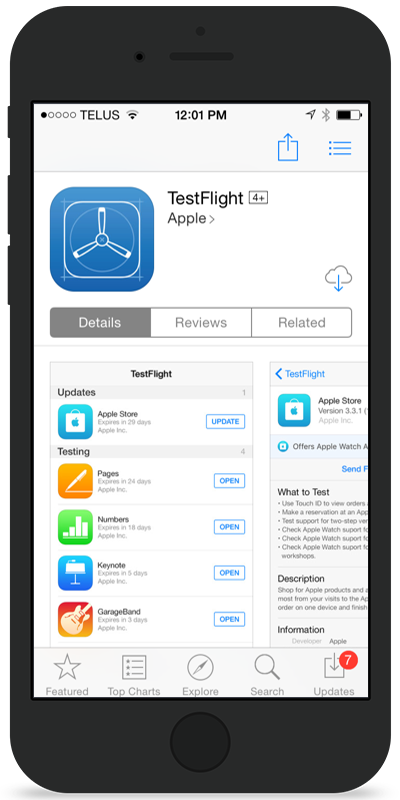 TELUS 12:01 PM
TestFlight 4+
Apple >
Details Reviews Related
TestFlight
Updates 1
Apple Store
Expires in 29 days
Apple Inc.
UPDATE
Testing 4
Pages
Expires in 24 days
Apple Inc.
OPEN
Numbers
Expires in 18 days
Apple Inc.
OPEN
Keynote
Expires in 5 days
Apple Inc.
OPEN
GarageBand
Expires in 3 days
Apple Inc.
OPEN
TestFlight
Apple Store
Version 3.3.1 (
Apple Inc.
Offers Apple Watch A
Send F
What to Test
• Use Touch ID to view orders
• Make a reservation at an App
• Test support for two-step ver
• Check Apple Watch suport fo
• Check Apple Watch suport fo
• Check Apple Watch suport fo
workshops.
Description
Shop for Apple products and a
most from your visits to the Ap
order on one device and finish
Information
Developer Apple
Featured Top Charts Explore Search Updates
7